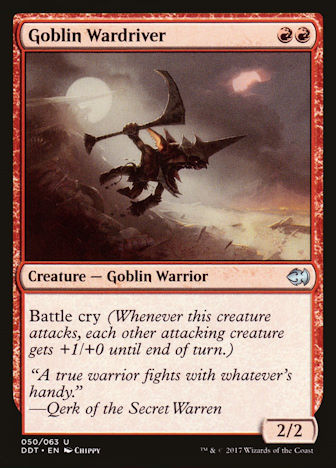 Goblin Wardriver
Creature — Goblin Warrior
Battle cry (Whenever this creature
attacks, each other attacking creature
gets +1/+0 until end of turn.)
“A true warrior fights with whatever’s
handy.”
—Qerk of the Secret Warren
2/2
050/063 U
DDT • EN Chippy
™ & © 2017 Wizards of the Coast